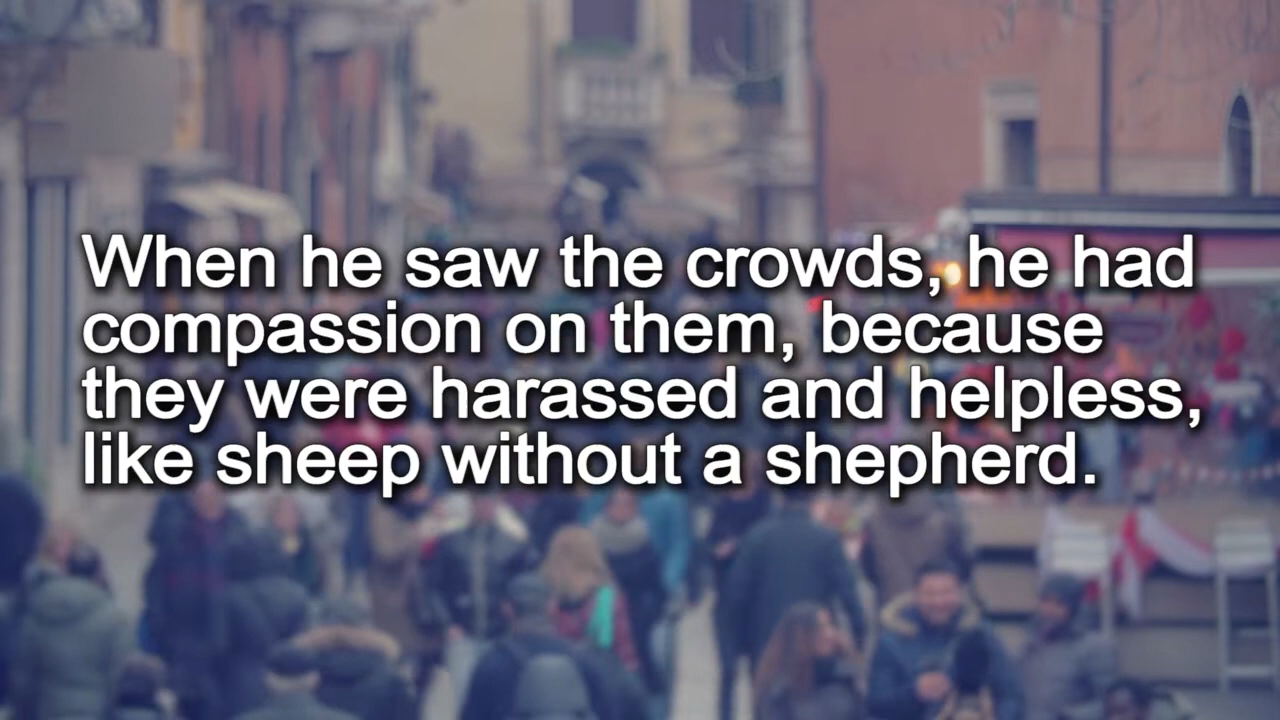 When he saw the crowds, he had
compassion on them, because
they were harassed and helpless,
like sheep without a shepherd.